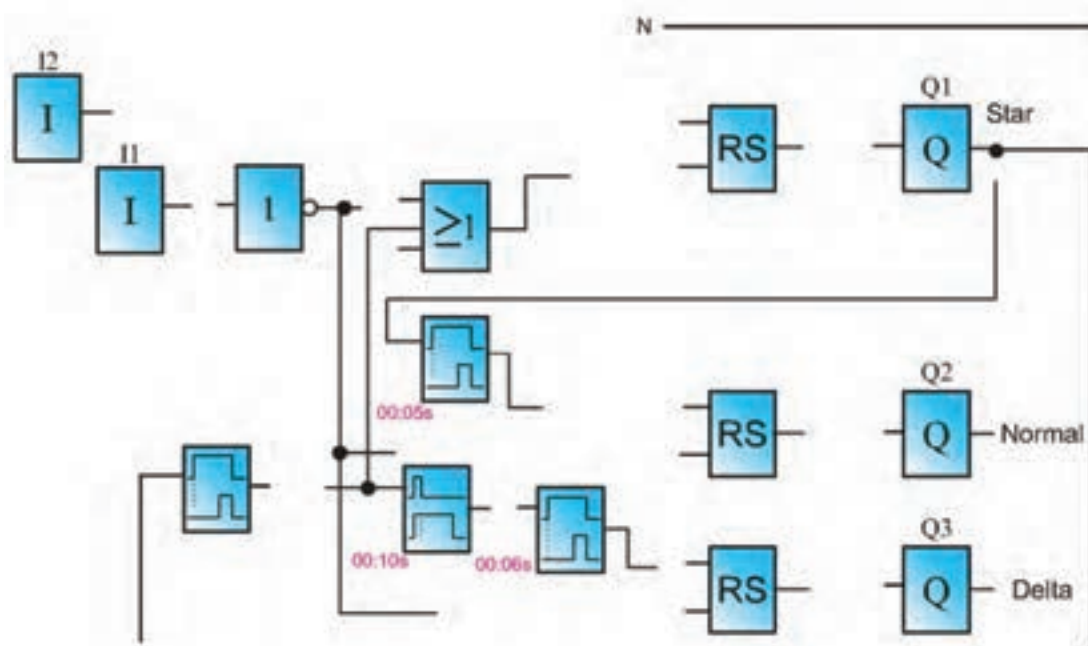 N
I2
I
I1
I
1
≥1
RS
Q1
Q
Star
00:05s
RS
Q2
Q
Normal
00:10s
00:06s
RS
Q3
Q
Delta